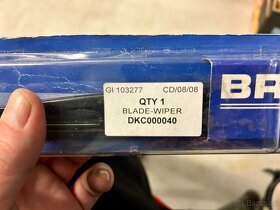 GI 103277 CD/08/08
QTY 1
BLADE-WIPER
DKC000040
BR